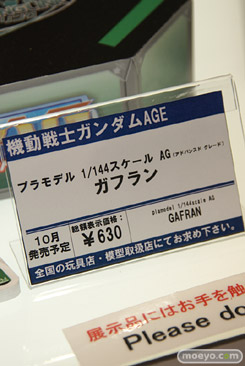 機動戦士ガンダムAGE
プラモデル 1/144スケール AG(アドバンスド グレード)
ガフラン
plamodel 1/144scale AG
GAFRAN
10月
発売予定
総額表示価格:
¥630
全国の玩具店・模型取扱店にてお求め下さい。
展示品にはお手を触
Please do
moeyo.com